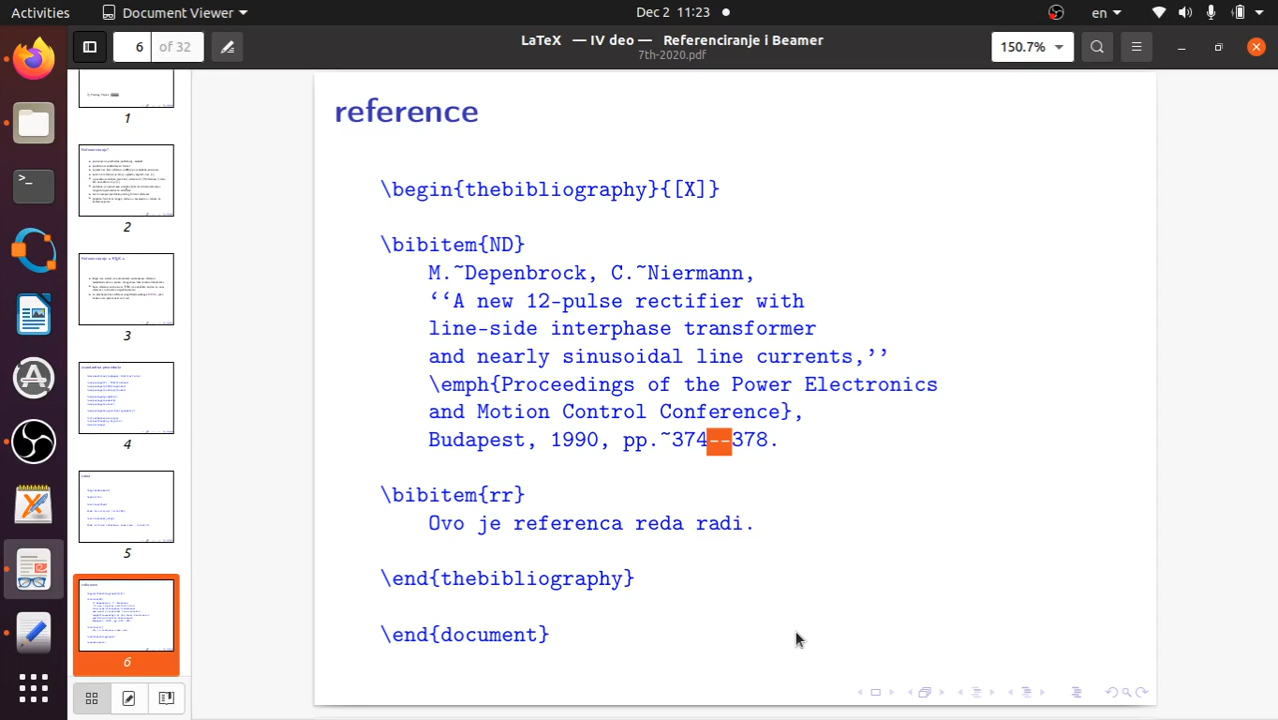 Activities
Document Viewer
Dec 2 11:23
en
6
of 32
LaTeX — IV deo — Referenciranje i Beamer
7th-2020.pdf
150.7%
1
2
3
4
5
6
reference
\begin{thebibliography}{[X]}
\bibitem{ND}
M.~Depenbrock, C.~Niermann,
‘‘A new 12-pulse rectifier with
line-side interphase transformer
and nearly sinusoidal line currents,’’
\emph{Proceedings of the Power Electronics
and Motion Control Conference},
Budapest, 1990, pp.~374--378.
\bibitem{rr}
Ovo je referenca reda radi.
\end{thebibliography}
\end{document}